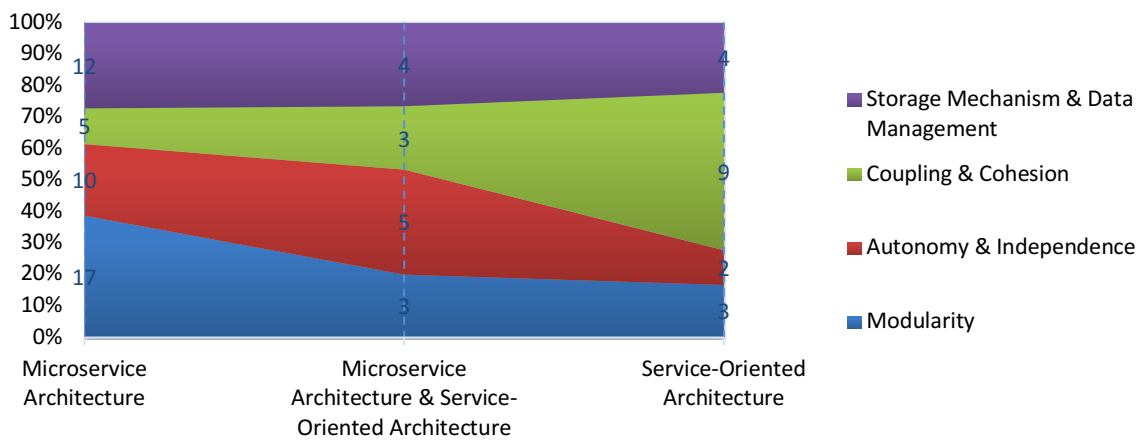 100%
90%
80%
70%
60%
50%
40%
30%
20%
10%
0%
12
5
10
17
4
3
5
3
4
9
2
3
Microservice
Architecture
Microservice
Architecture & Service-
Oriented Architecture
Service-Oriented
Architecture
Storage Mechanism & Data
Management
Coupling & Cohesion
Autonomy & Independence
Modularity